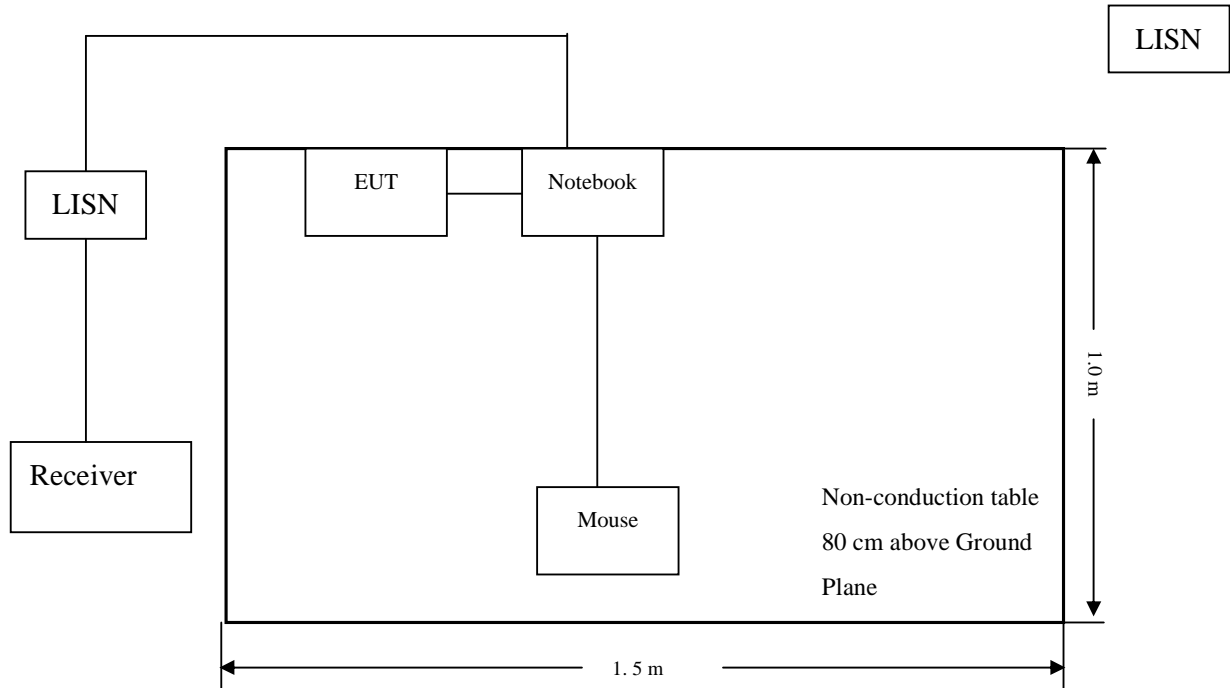 LISN
EUT
Notebook
LISN
1.0 m
Receiver
Mouse
Non-conduction table
80 cm above Ground
Plane
1. 5 m